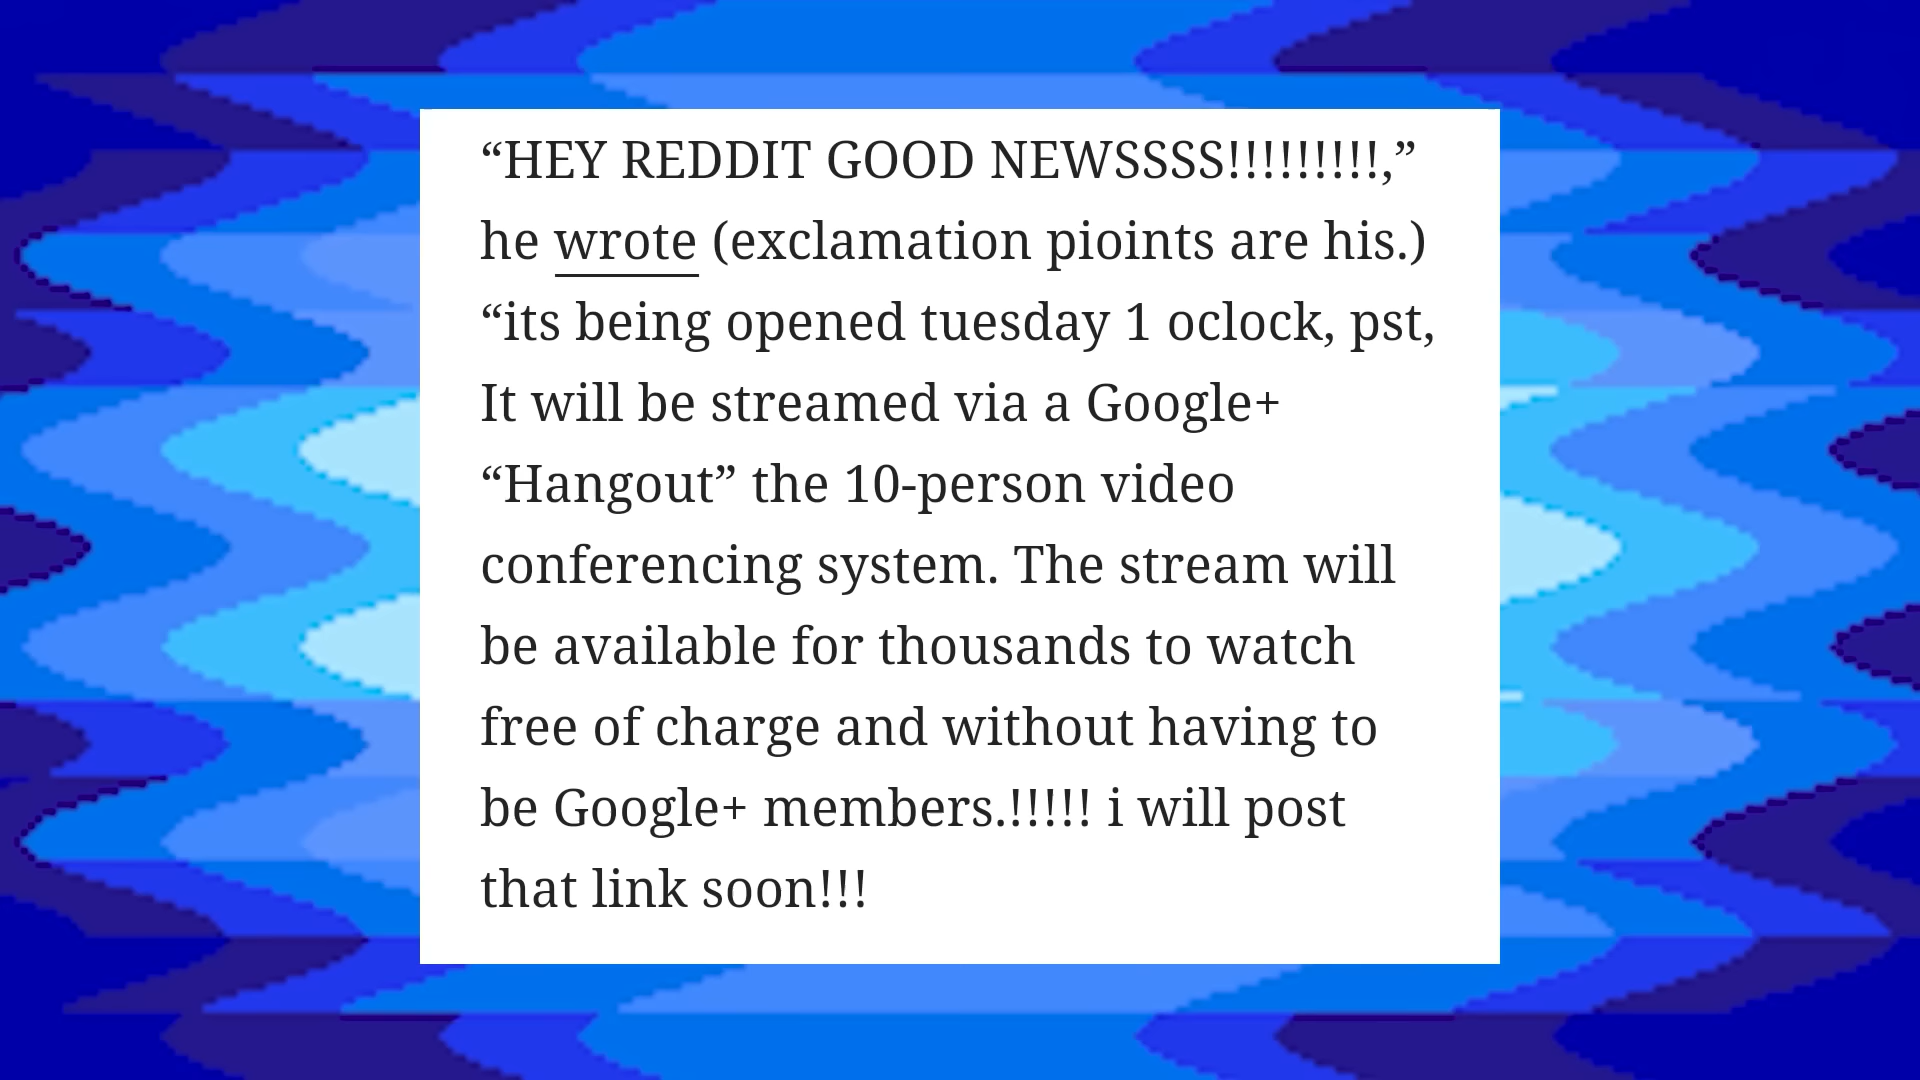 “HEY REDDIT GOOD NEWSSSS!!!!!!!!!,”
he wrote (exclamation pioints are his.)
“its being opened tuesday 1 oclock, pst,
It will be streamed via a Google+
“Hangout” the 10-person video
conferencing system. The stream will
be available for thousands to watch
free of charge and without having to
be Google+ members.!!!!! i will post
that link soon!!!